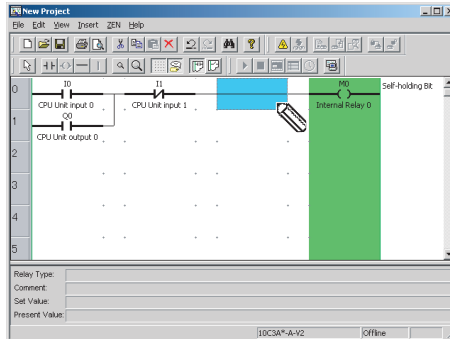 New Project
File Edit View Insert ZEN Help
0 I0 I1 M0 Self-holding Bit
CPU Unit input 0 CPU Unit input 1 Internal Relay 0
1 Q0
CPU Unit output 0
2
3
4
5
Relay Type:
Comment:
Set Value:
Present Value:
10C3A*-A-V2 Offline